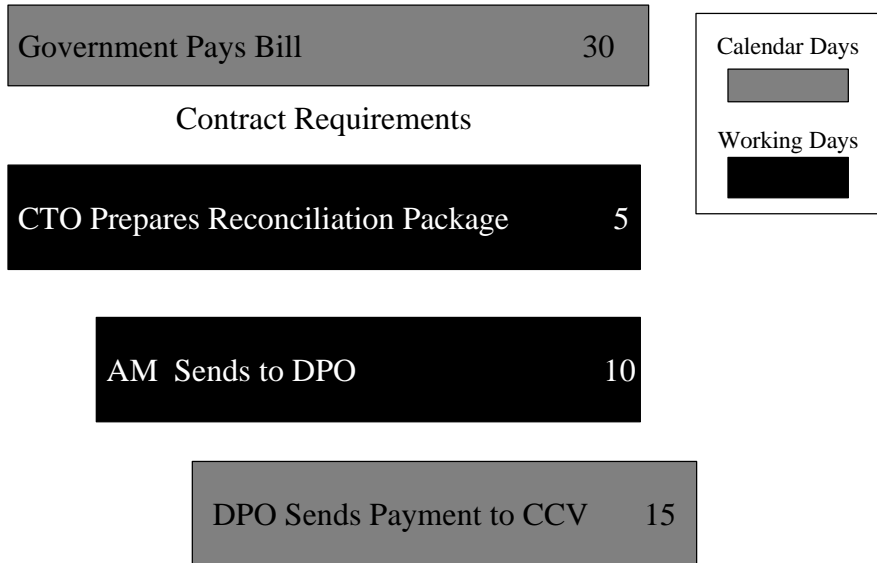 Government Pays Bill 30
Calendar Days
Contract Requirements
Working Days
CTO Prepares Reconciliation Package 5
AM Sends to DPO 10
DPO Sends Payment to CCV 15